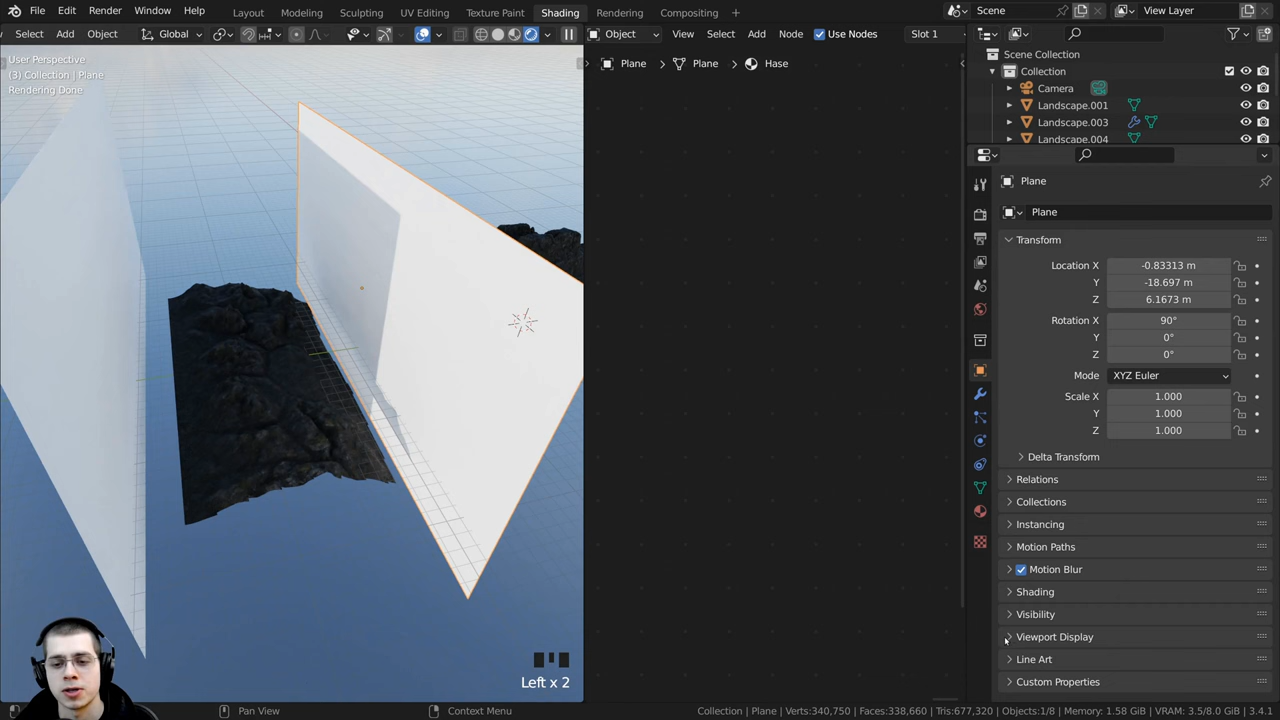 File Edit Render Window Help Layout Modeling Sculpting UV Editing Texture Paint Shading Rendering Compositing + Scene View Layer
Select Add Object Global Object View Select Add Node Use Nodes Slot 1
User Perspective
(3) Collection | Plane
Rendering Done
Plane > Plane > Hase
Scene Collection
Collection
Camera
Landscape.001
Landscape.003
Landscape.004
Plane
Plane
Transform
Location X -0.83313 m
Y -18.697 m
Z 6.1673 m
Rotation X 90°
Y 0°
Z 0°
Mode XYZ Euler
Scale X 1.000
Y 1.000
Z 1.000
Delta Transform
Relations
Collections
Instancing
Motion Paths
Motion Blur
Shading
Visibility
Viewport Display
Line Art
Custom Properties
Left x 2
Pan View Context Menu Collection | Plane | Verts:340,750 | Faces:338,660 | Tris:677,320 | Objects:1/8 | Memory: 1.58 GiB | VRAM: 3.5/8.0 GiB | 3.4.1